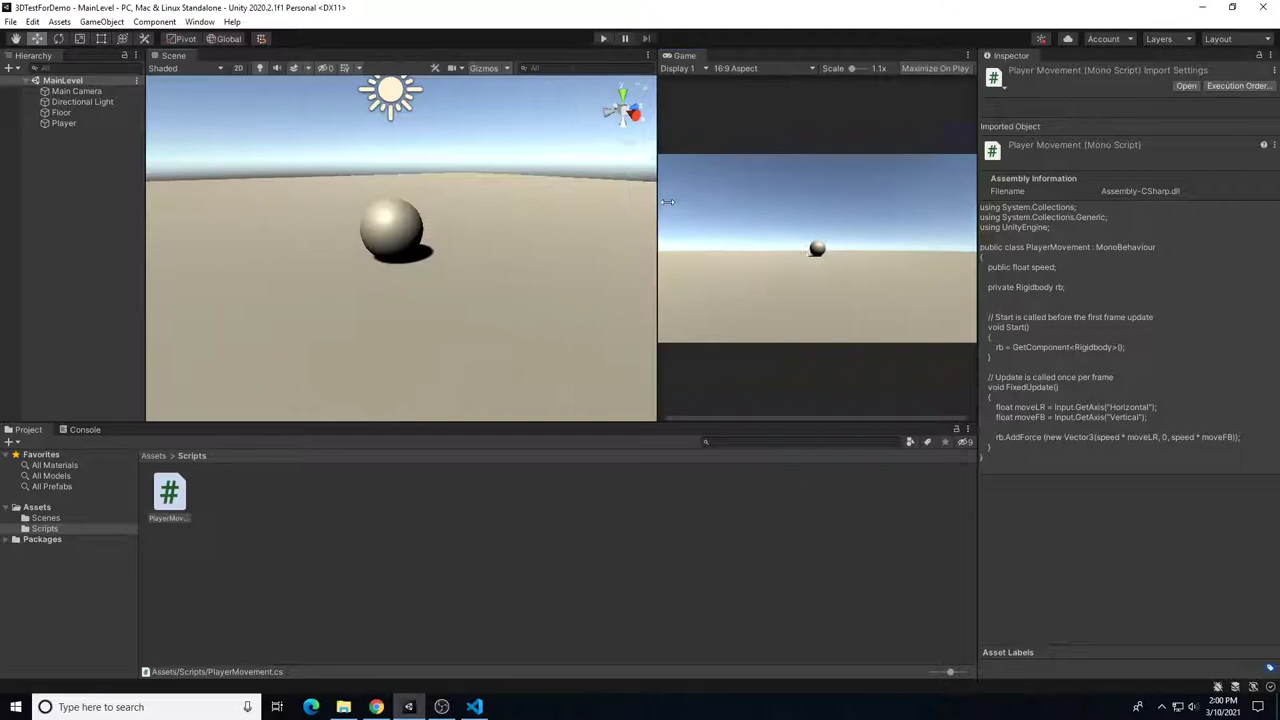 3DTestForDemo - MainLevel - PC, Mac & Linux Standalone - Unity 2020.2.1f1 Personal <DX11>
File Edit Assets GameObject Component Window Help
Pivot Global Account Layers Layout
Hierarchy Scene Game Inspector
All Shaded 2D 0 Gizmos All Display 1 16:9 Aspect Scale 1.1x Maximize On Play
Player Movement (Mono Script) Import Settings
Open Execution Order...
MainLevel
Main Camera
Directional Light
Floor
Player
Imported Object
# Player Movement (Mono Script)
Assembly Information
Filename Assembly-CSharp.dll
using System.Collections;
using System.Collections.Generic;
using UnityEngine;
public class PlayerMovement : MonoBehaviour
{
public float speed;
private Rigidbody rb;
// Start is called before the first frame update
void Start()
{
rb = GetComponent<Rigidbody>();
}
// Update is called once per frame
void FixedUpdate()
{
float moveLR = Input.GetAxis("Horizontal");
float moveFB = Input.GetAxis("Vertical");
rb.AddForce (new Vector3(speed * moveLR, 0, speed * moveFB));
}
}
Project Console
9
Favorites
All Materials
All Models
All Prefabs
Assets
Scenes
Scripts
Packages
Assets > Scripts
#
PlayerMov...
Assets/Scripts/PlayerMovement.cs
Asset Labels
Type here to search
2:00 PM
3/10/2021